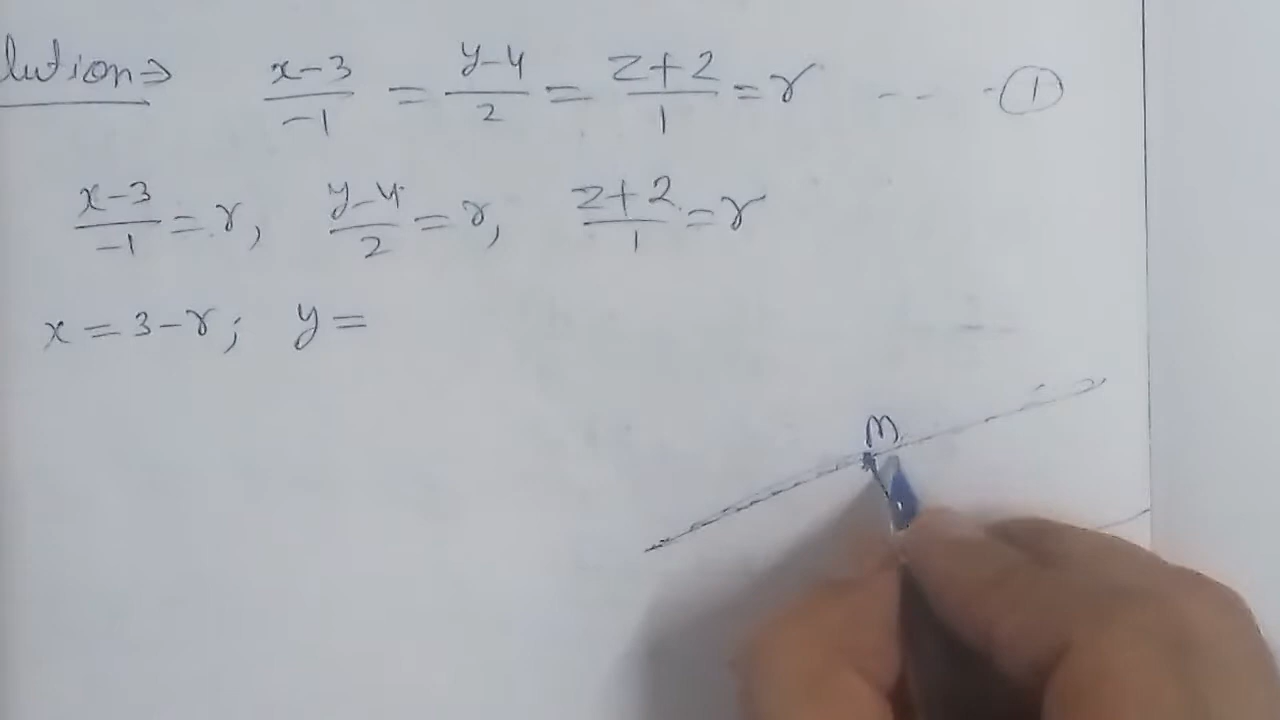 lution⇒ (x-3)/-1 = (y-4)/2 = (z+2)/1 = r -- - ①
(x-3)/-1 = r, (y-4)/2 = r, (z+2)/1 = r
x = 3-r; y =
M